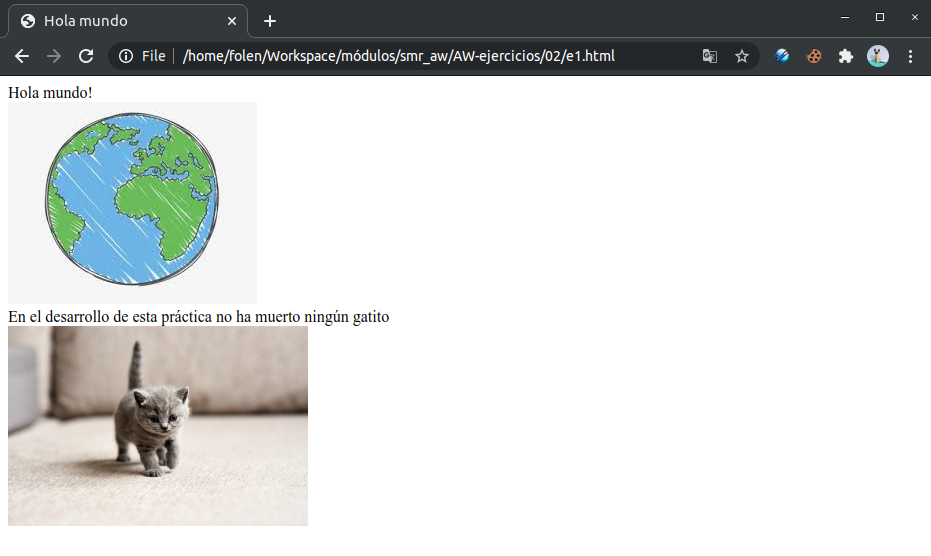 Hola mundo
File
/home/folen/Workspace/módulos/smr_aw/AW-ejercicios/02/e1.html
Hola mundo!
En el desarrollo de esta práctica no ha muerto ningún gatito